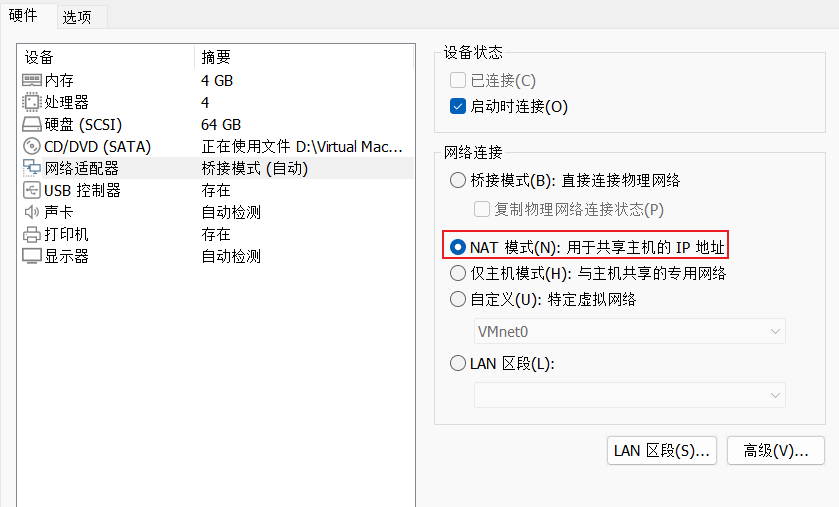 硬件 选项
设备 摘要
内存 4 GB
处理器 4
硬盘 (SCSI) 64 GB
CD/DVD (SATA) 正在使用文件 D:\Virtual Mac...
网络适配器 桥接模式 (自动)
USB 控制器 存在
声卡 自动检测
打印机 存在
显示器 自动检测
设备状态
已连接(C)
启动时连接(O)
网络连接
桥接模式(B): 直接连接物理网络
复制物理网络连接状态(P)
NAT 模式(N): 用于共享主机的 IP 地址
仅主机模式(H): 与主机共享的专用网络
自定义(U): 特定虚拟网络
VMnet0
LAN 区段(L):
LAN 区段(S)... 高级(V)...